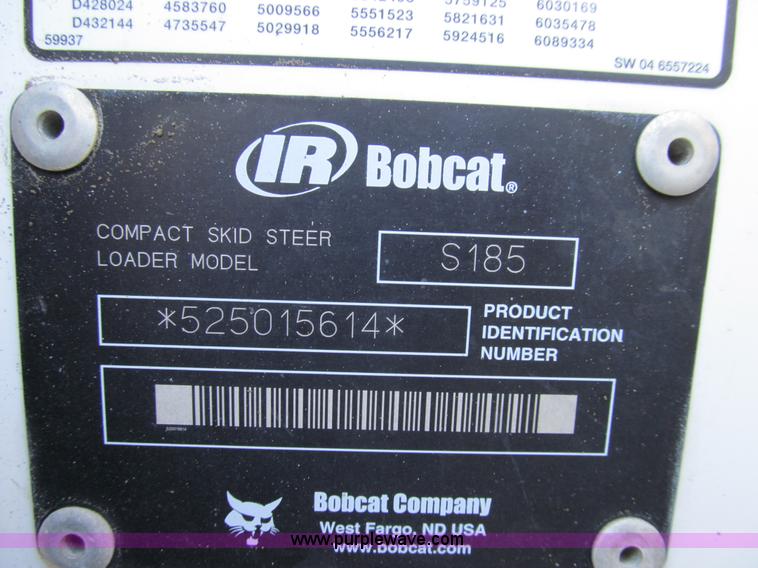 D428024 4583760 5009566 5551523 5821631 6035478
D432144 4735547 5029918 5556217 5924516 6089334
59937
SW 04 6557224
IR Bobcat®
COMPACT SKID STEER
LOADER MODEL
S185
*525015614*
PRODUCT
IDENTIFICATION
NUMBER
Bobcat Company
West Fargo, ND USA
www.bobcat.com
www.purplewave.com